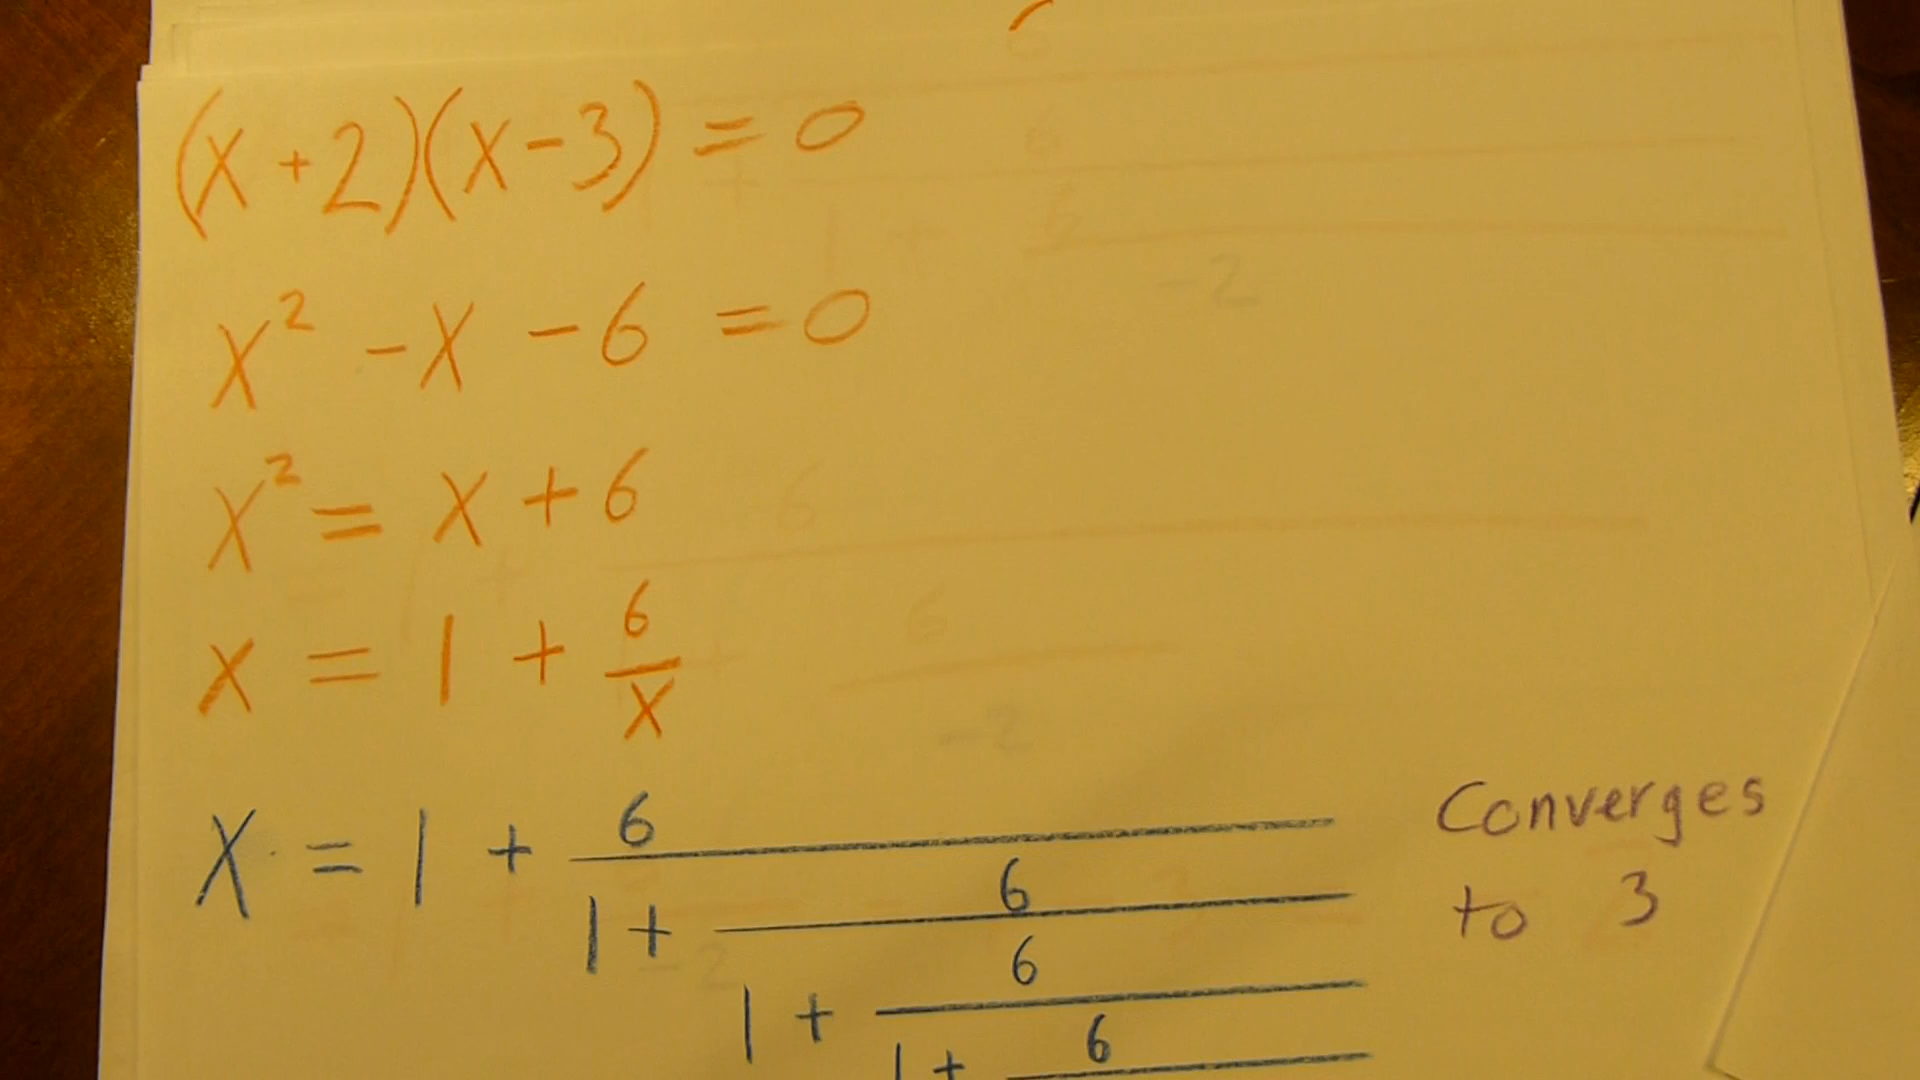 (x+2)(x-3) = 0
x² - x - 6 = 0
x² = x + 6
x = 1 + 6/x
x = 1 + 6
1 + 6
1 + 6
1 + 6
Converges
to 3